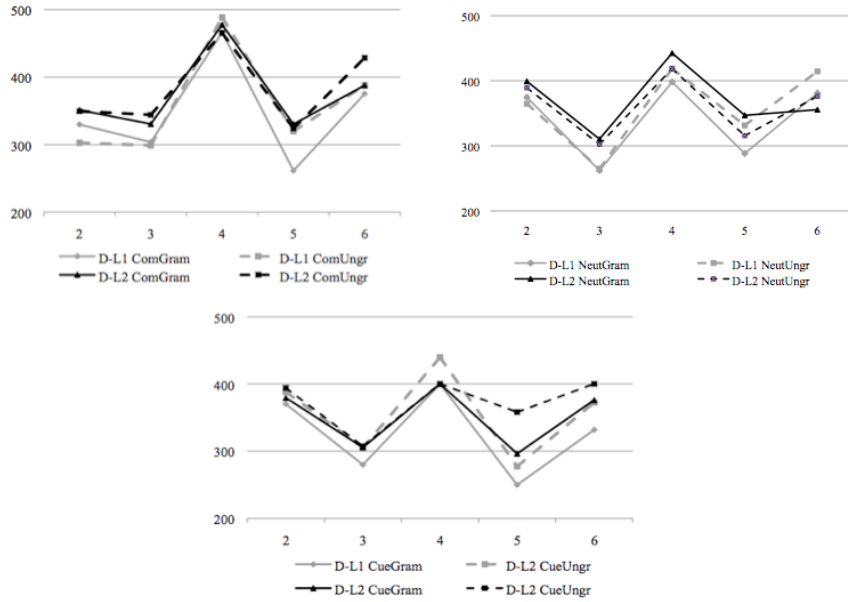 500
400
300
200
2 3 4 5 6
D-L1 ComGram D-L1 ComUngr
D-L2 ComGram D-L2 ComUngr
500
400
300
200
2 3 4 5 6
D-L1 NeutGram D-L1 NeutUngr
D-L2 NeutGram D-L2 NeutUngr
500
400
300
200
2 3 4 5 6
D-L1 CueGram D-L2 CueUngr
D-L2 CueGram D-L2 CueUngr